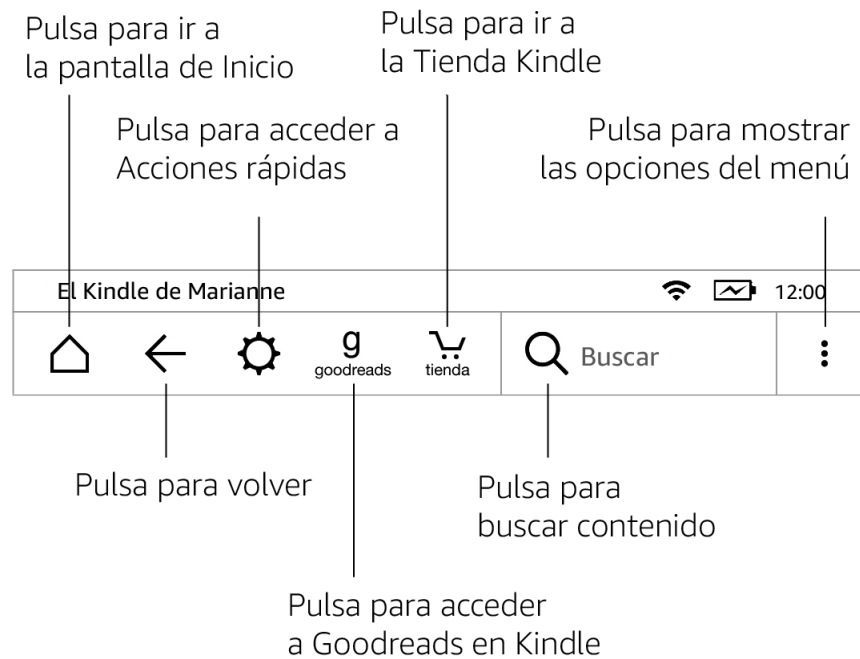 Pulsa para ir a
la pantalla de Inicio
Pulsa para ir a
la Tienda Kindle
Pulsa para acceder a
Acciones rápidas
Pulsa para mostrar
las opciones del menú
El Kindle de Marianne
12:00
g
goodreads
tienda
Buscar
Pulsa para volver
Pulsa para
buscar contenido
Pulsa para acceder
a Goodreads en Kindle